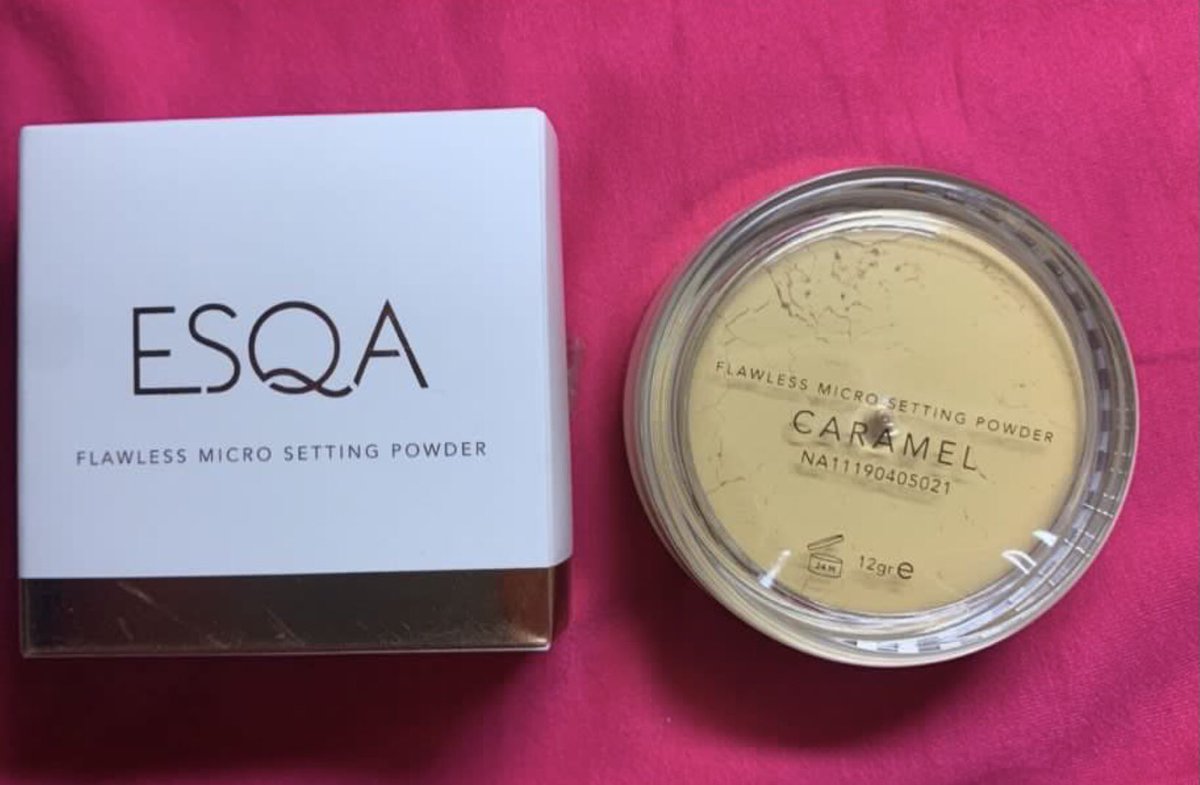 ESQA
FLAWLESS MICRO SETTING POWDER
FLAWLESS MICRO SETTING POWDER
CARAMEL
NA11190405021
24M
12gr e